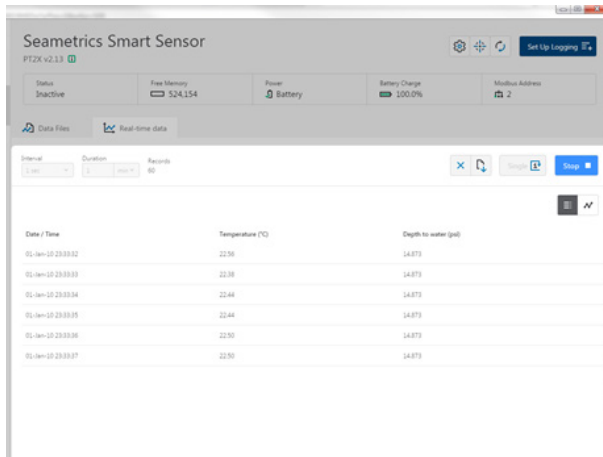 Seametrics Smart Sensor
PT2X v2.13
Set Up Logging
Status Free Memory Power Battery Charge Modbus Address
Inactive 524,154 Battery 100.0% 2
Data Files Real-time data
Interval Duration Records
1 sec 1 min 60
Single Stop
Date / Time Temperature (°C) Depth to water (psi)
01-Jan-10 23:33:32 22.56 14.873
01-Jan-10 23:33:33 22.38 14.873
01-Jan-10 23:33:34 22.44 14.873
01-Jan-10 23:33:35 22.44 14.873
01-Jan-10 23:33:36 22.50 14.873
01-Jan-10 23:33:37 22.50 14.873